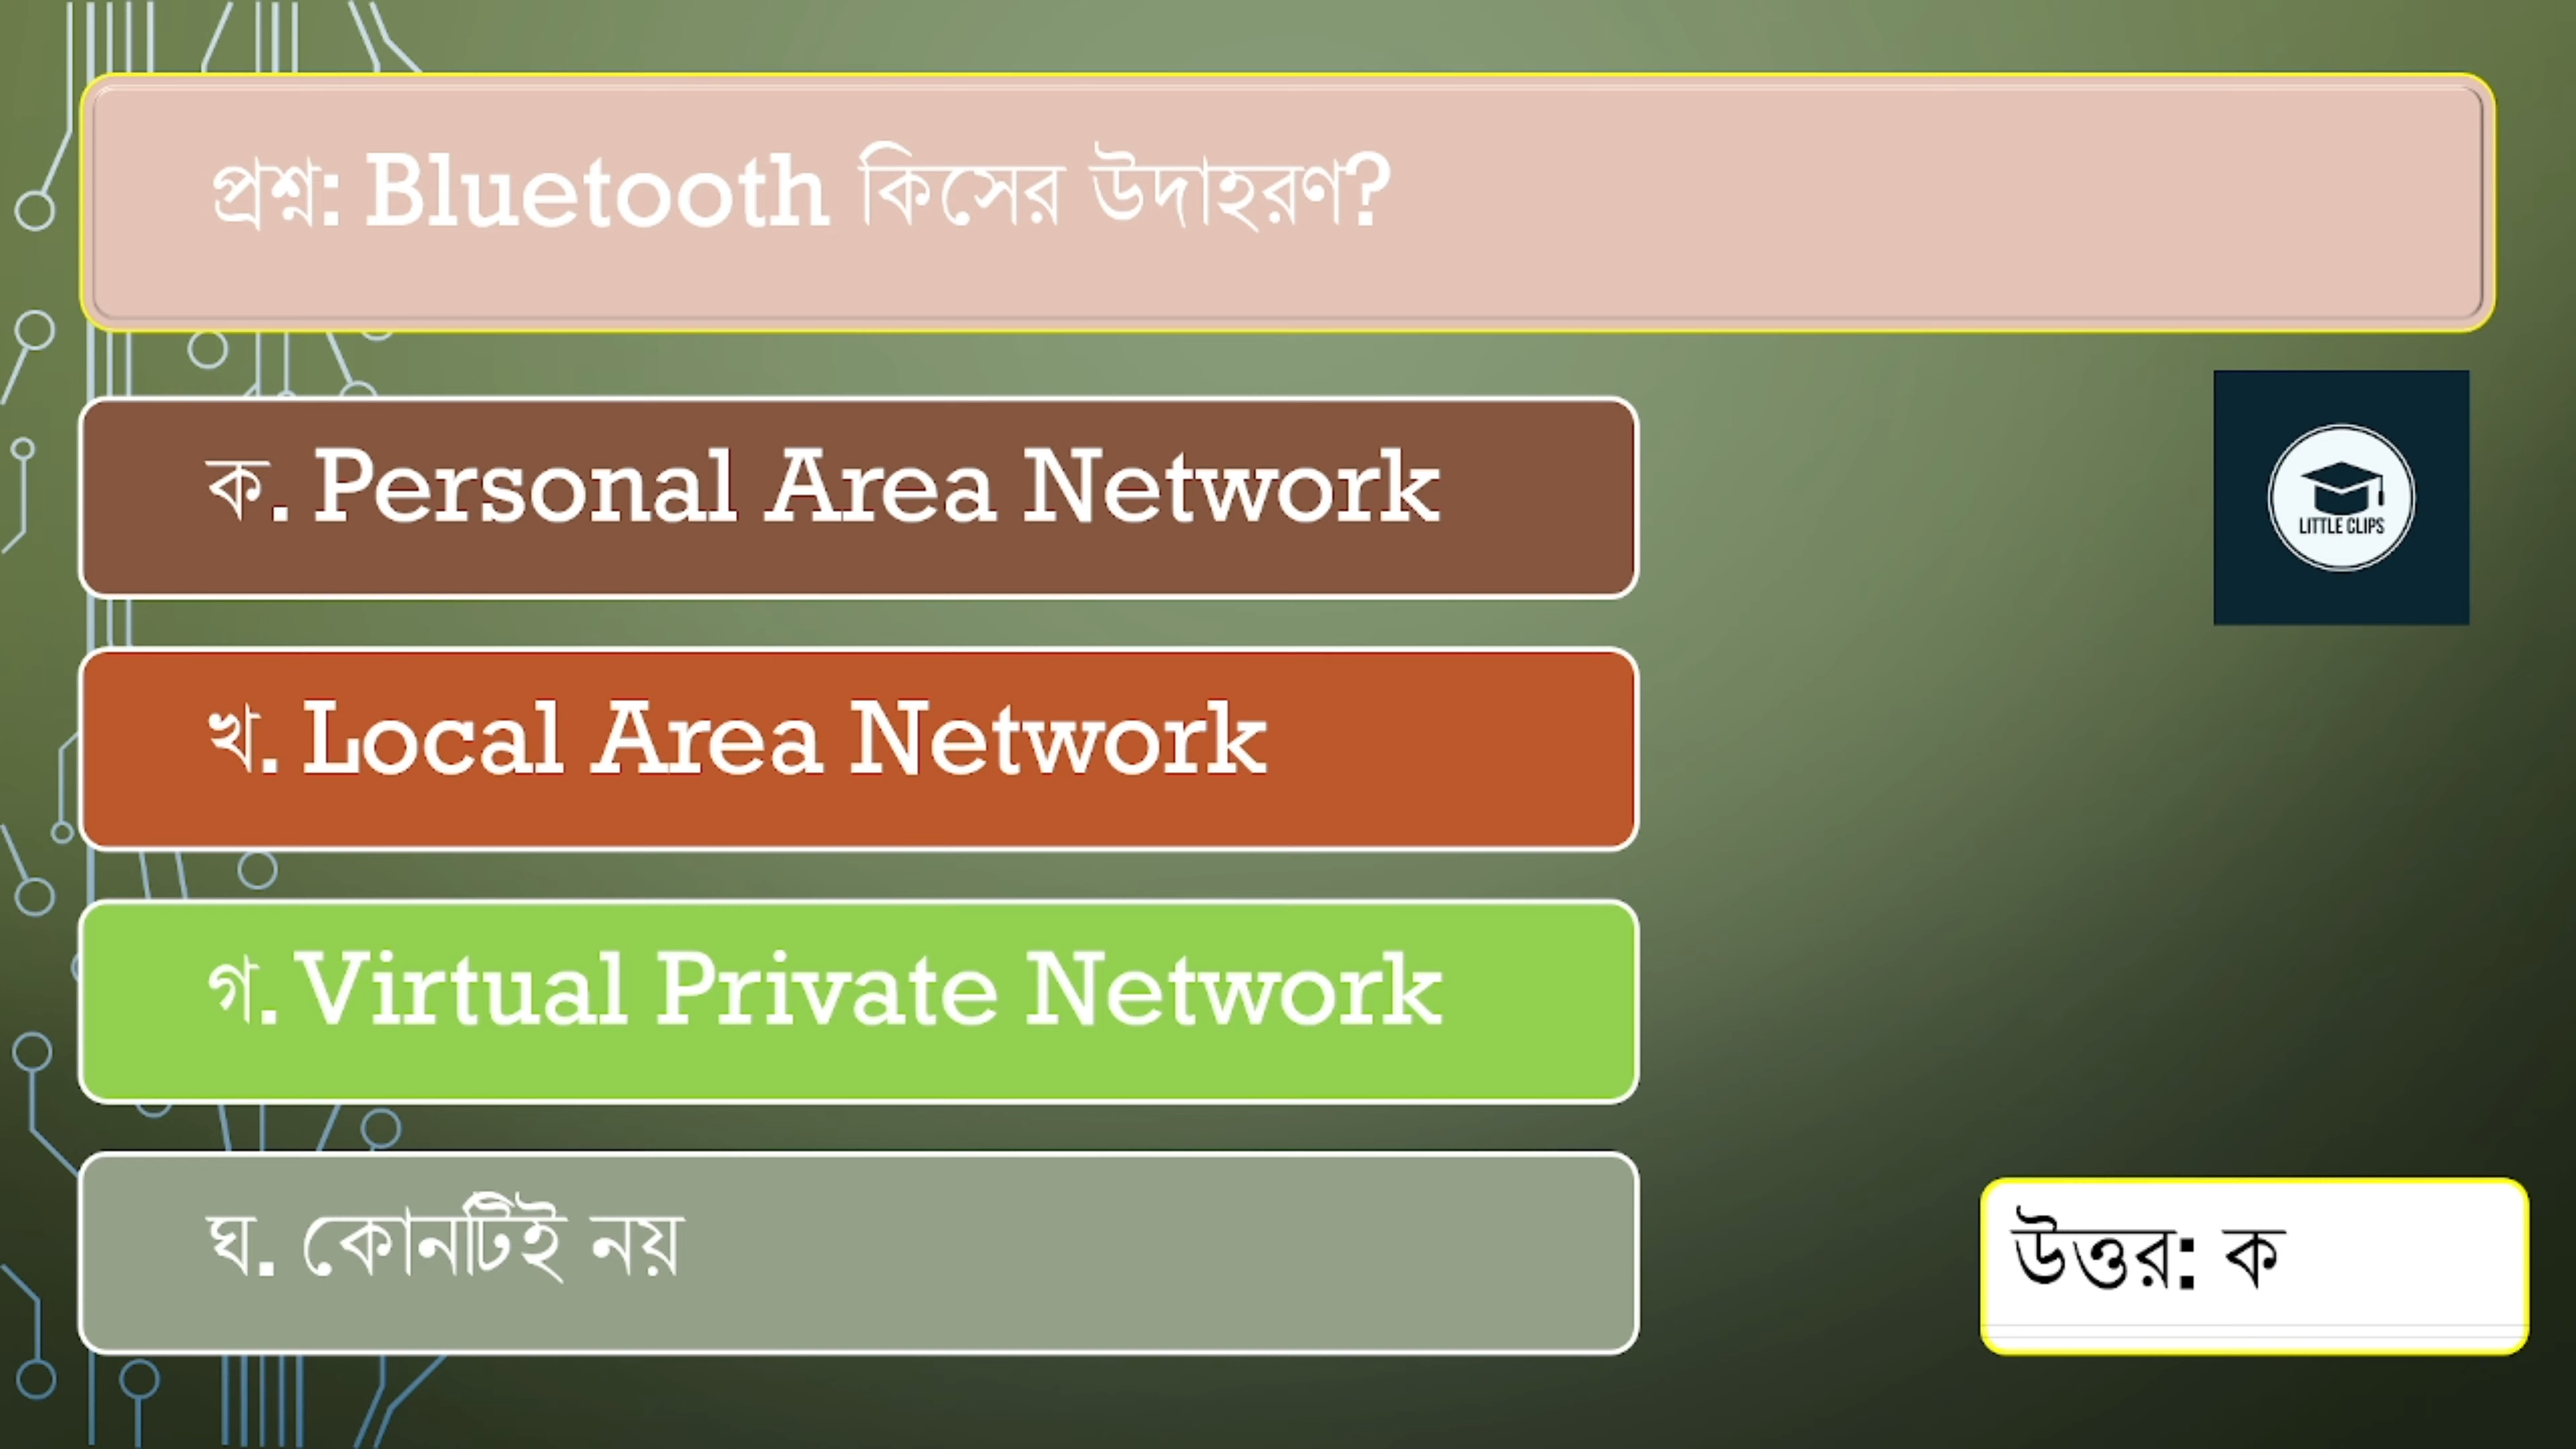 প্রশ্ন: Bluetooth কিসের উদাহরণ?
ক. Personal Area Network
LITTLE CLIPS
খ. Local Area Network
গ. Virtual Private Network
ঘ. কোনটিই নয়
উত্তর: ক